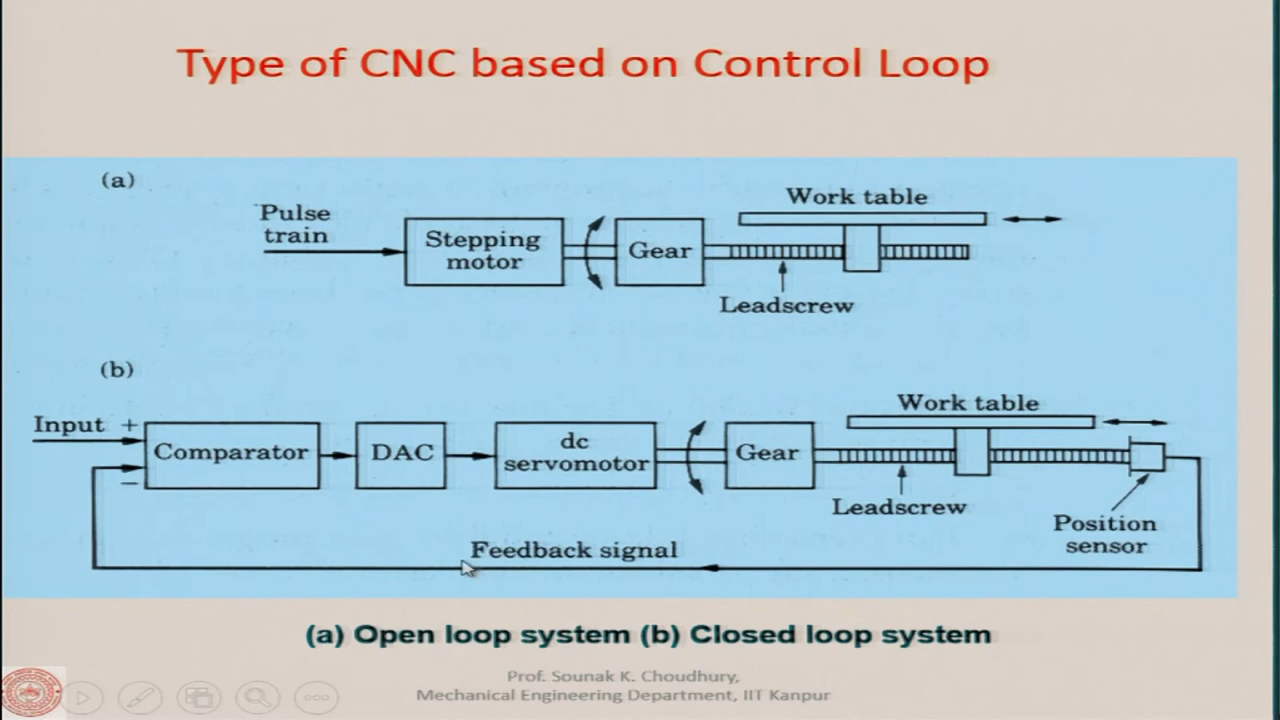 Type of CNC based on Control Loop
(a)
Pulse
train
Stepping
motor
Gear
Work table
Leadscrew
(b)
Input +
−
Comparator
DAC
dc
servomotor
Gear
Work table
Leadscrew
Position
sensor
Feedback signal
(a) Open loop system (b) Closed loop system
Prof. Sounak K. Choudhury,
Mechanical Engineering Department, IIT Kanpur